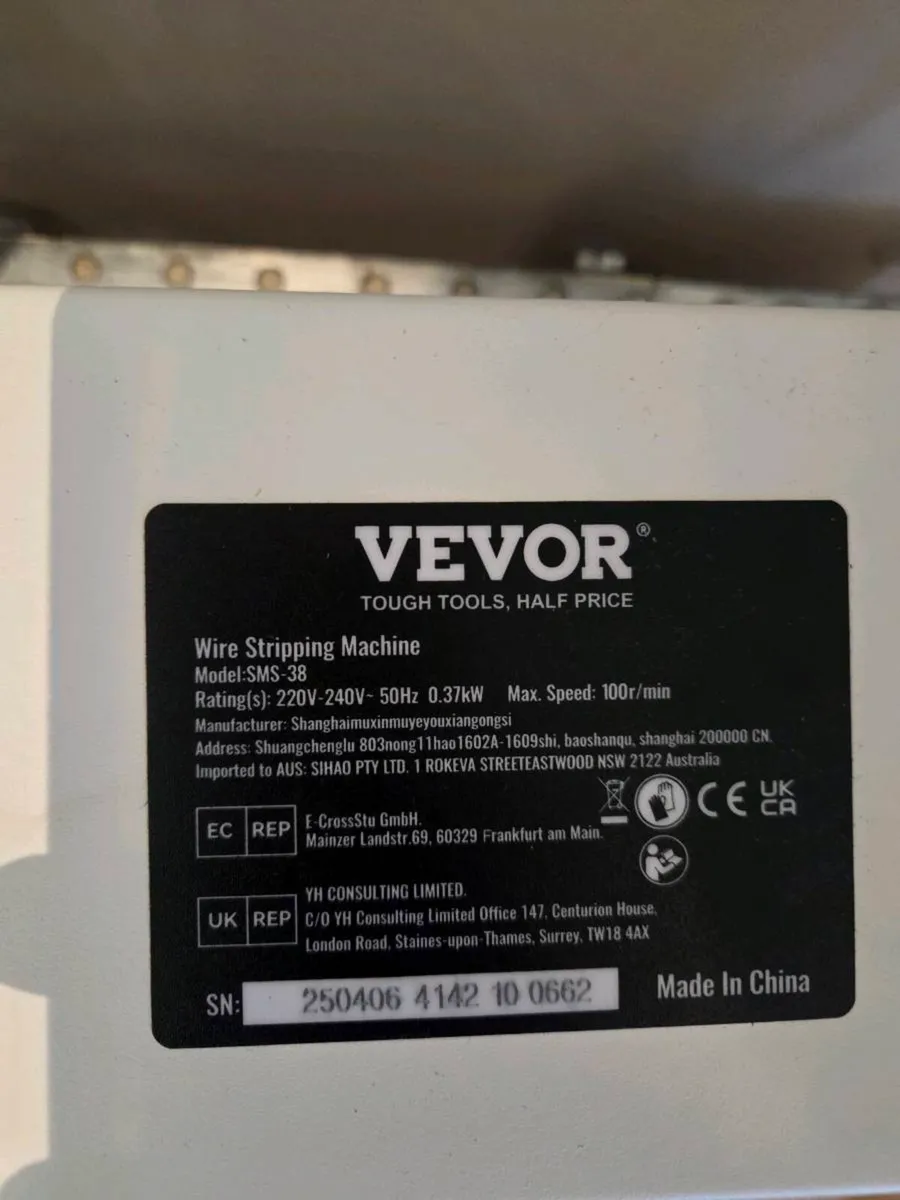 VEVOR®
TOUGH TOOLS, HALF PRICE
Wire Stripping Machine
Model:SMS-38
Rating(s): 220V-240V~ 50Hz 0.37kW Max. Speed: 100r/min
Manufacturer: Shanghaimuxinmuyeyouxiangongsi
Address: Shuangchenglu 803nong11hao1602A-1609shi, baoshanqu, shanghai 200000 CN.
Imported to AUS: SIHAO PTY LTD. 1 ROKEVA STREETEASTWOOD NSW 2122 Australia
CE UK CA
EC REP
E-CrossStu GmbH.
Mainzer Landstr.69, 60329 Frankfurt am Main.
UK REP
YH CONSULTING LIMITED.
C/O YH Consulting Limited Office 147, Centurion House,
London Road, Staines-upon-Thames, Surrey, TW18 4AX
SN: 250406 4142 10 0662
Made In China